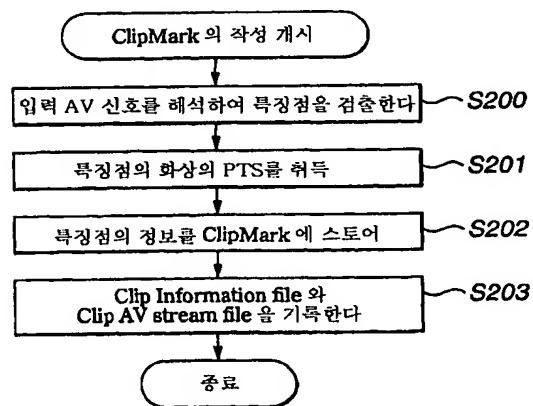 ClipMark 의 작성 개시
입력 AV 신호를 해석하여 특징점을 검출한다
S200
특징점의 화상의 PTS를 취득
S201
특징점의 정보를 ClipMark 에 스토어
S202
Clip Information file 와
Clip AV stream file 을 기록한다
S203
종료